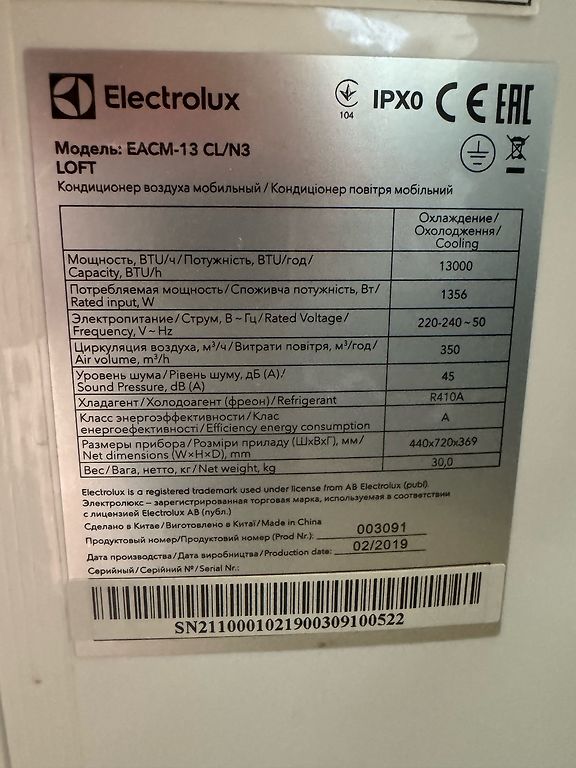 Electrolux
104
IPX0 CE EAC
Модель: EACM-13 CL/N3
LOFT
Кондиционер воздуха мобильный / Кондиціонер повітря мобільний
Охлаждение/
Охолодження/
Cooling
Мощность, BTU/ч/Потужність, BTU/год/
Capacity, BTU/h
13000
Потребляемая мощность/Споживча потужність, Вт/
Rated input, W
1356
Электропитание/Струм, В~Гц/Rated Voltage/
Frequency, V~Hz
220-240~50
Циркуляция воздуха, м³/ч/Витрати повітря, м³/год/
Air volume, m³/h
350
Уровень шума/Рівень шуму, дБ (А)/
Sound Pressure, dB (A)
45
Хладагент/Холодоагент (фреон)/Refrigerant
R410A
Класс энергоэффективности/Клас
енергоефективності/Efficiency energy consumption
A
Размеры прибора/Розміри приладу (ШхВхГ), мм/
Net dimensions (W×H×D), mm
440x720x369
Вес/Вага, нетто, кг/Net weight, kg
30,0
Electrolux is a registered trademark used under license from AB Electrolux (publ).
Электролюкс – зарегистрированная торговая марка, используемая в соответствии
с лицензией Electrolux AB (публ.)
Сделано в Китае/Виготовлено в Китаї/Made in China
Продуктовый номер/Продуктовий номер (Prod Nr.): 003091
Дата производства/Дата виробництва/Production date: 02/2019
Серийный/Серійний №/Serial Nr.:
SN2110001021900309100522